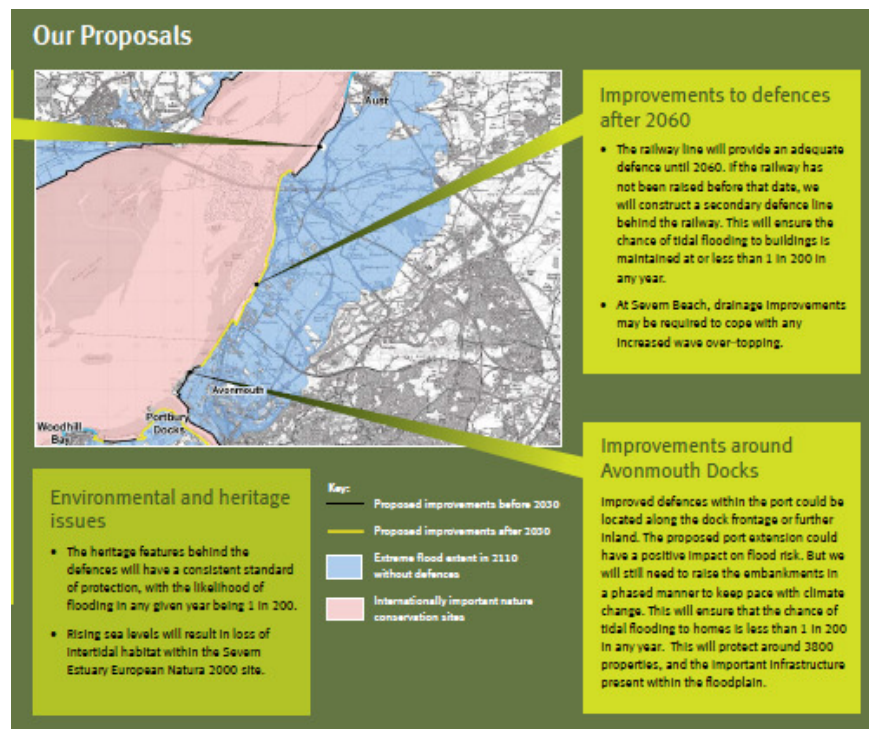 Our Proposals
Aust
Avonmouth
Portbury
Docks
Woodhill
Bay
Improvements to defences
after 2060
• The railway line will provide an adequate
defence until 2060. If the railway has
not been raised before that date, we
will construct a secondary defence line
behind the railway. This will ensure the
chance of tidal flooding to buildings is
maintained at or less than 1 in 200 in
any year.
• At Severn Beach, drainage improvements
may be required to cope with any
increased wave over-topping.
Environmental and heritage
issues
• The heritage features behind the
defences will have a consistent standard
of protection, with the likelihood of
flooding in any given year being 1 in 200.
• Rising sea levels will result in loss of
intertidal habitat within the Severn
Estuary European Natura 2000 site.
Key:
Proposed improvements before 2030
Proposed improvements after 2030
Extreme flood extent in 2110
without defences
Internationally important nature
conservation sites
Improvements around
Avonmouth Docks
Improved defences within the port could be
located along the dock frontage or further
inland. The proposed port extension could
have a positive impact on flood risk. But we
will still need to raise the embankments in
a phased manner to keep pace with climate
change. This will ensure that the chance of
tidal flooding to homes is less than 1 in 200
in any year. This will protect around 3800
properties, and the important infrastructure
present within the floodplain.